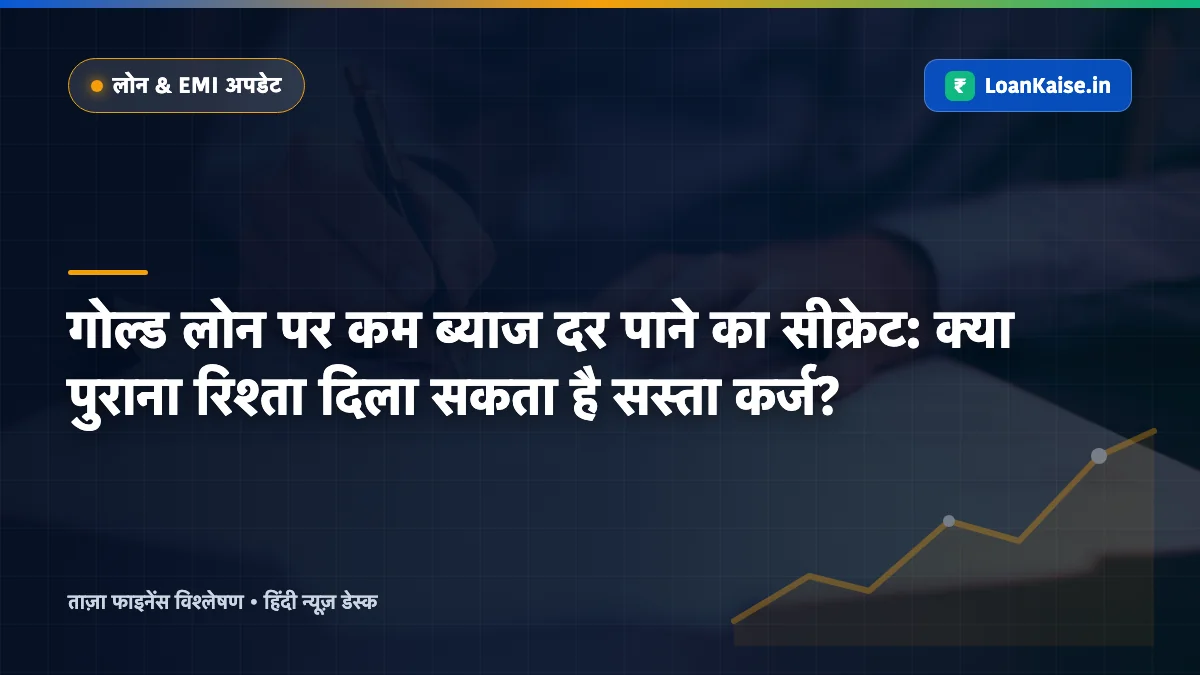 लोन & EMI अपडेट
₹ LoanKaise.in
गोल्ड लोन पर कम ब्याज दर पाने का सीक्रेट: क्या
पुराना रिश्ता दिला सकता है सस्ता कर्ज?
ताज़ा फाइनेंस विश्लेषण • हिंदी न्यूज़ डेस्क